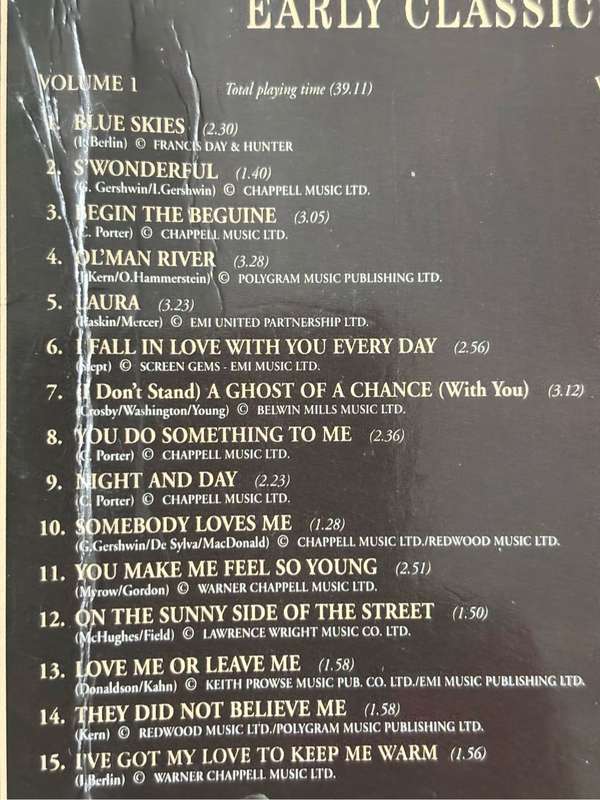 EARLY CLASSIC
VOLUME 1 Total playing time (39.11)
1. BLUE SKIES (2.30)
(I. Berlin) © FRANCIS DAY & HUNTER
2. S'WONDERFUL (1.40)
(G. Gershwin/I.Gershwin) © CHAPPELL MUSIC LTD.
3. BEGIN THE BEGUINE (3.05)
(C. Porter) © CHAPPELL MUSIC LTD.
4. OL'MAN RIVER (3.28)
(J.Kern/O.Hammerstein) © POLYGRAM MUSIC PUBLISHING LTD.
5. LAURA (3.23)
(Raskin/Mercer) © EMI UNITED PARTNERSHIP LTD.
6. I FALL IN LOVE WITH YOU EVERY DAY (2.56)
(Slept) © SCREEN GEMS - EMI MUSIC LTD.
7. (I Don't Stand) A GHOST OF A CHANCE (With You) (3.12)
(Crosby/Washington/Young) © BELWIN MILLS MUSIC LTD.
8. YOU DO SOMETHING TO ME (2.36)
(C. Porter) © CHAPPELL MUSIC LTD.
9. NIGHT AND DAY (2.23)
(C. Porter) © CHAPPELL MUSIC LTD.
10. SOMEBODY LOVES ME (1.28)
(G.Gershwin/De Sylva/MacDonald) © CHAPPELL MUSIC LTD./REDWOOD MUSIC LTD.
11. YOU MAKE ME FEEL SO YOUNG (2.51)
(Myrow/Gordon) © WARNER CHAPPELL MUSIC LTD.
12. ON THE SUNNY SIDE OF THE STREET (1.50)
(McHughes/Field) © LAWRENCE WRIGHT MUSIC CO. LTD.
13. LOVE ME OR LEAVE ME (1.58)
(Donaldson/Kahn) © KEITH PROWSE MUSIC PUB. CO. LTD./EMI MUSIC PUBLISHING LTD.
14. THEY DID NOT BELIEVE ME (1.58)
(Kern) © REDWOOD MUSIC LTD./POLYGRAM MUSIC PUBLISHING LTD.
15. I'VE GOT MY LOVE TO KEEP ME WARM (1.56)
(I.Berlin) © WARNER CHAPPELL MUSIC LTD.